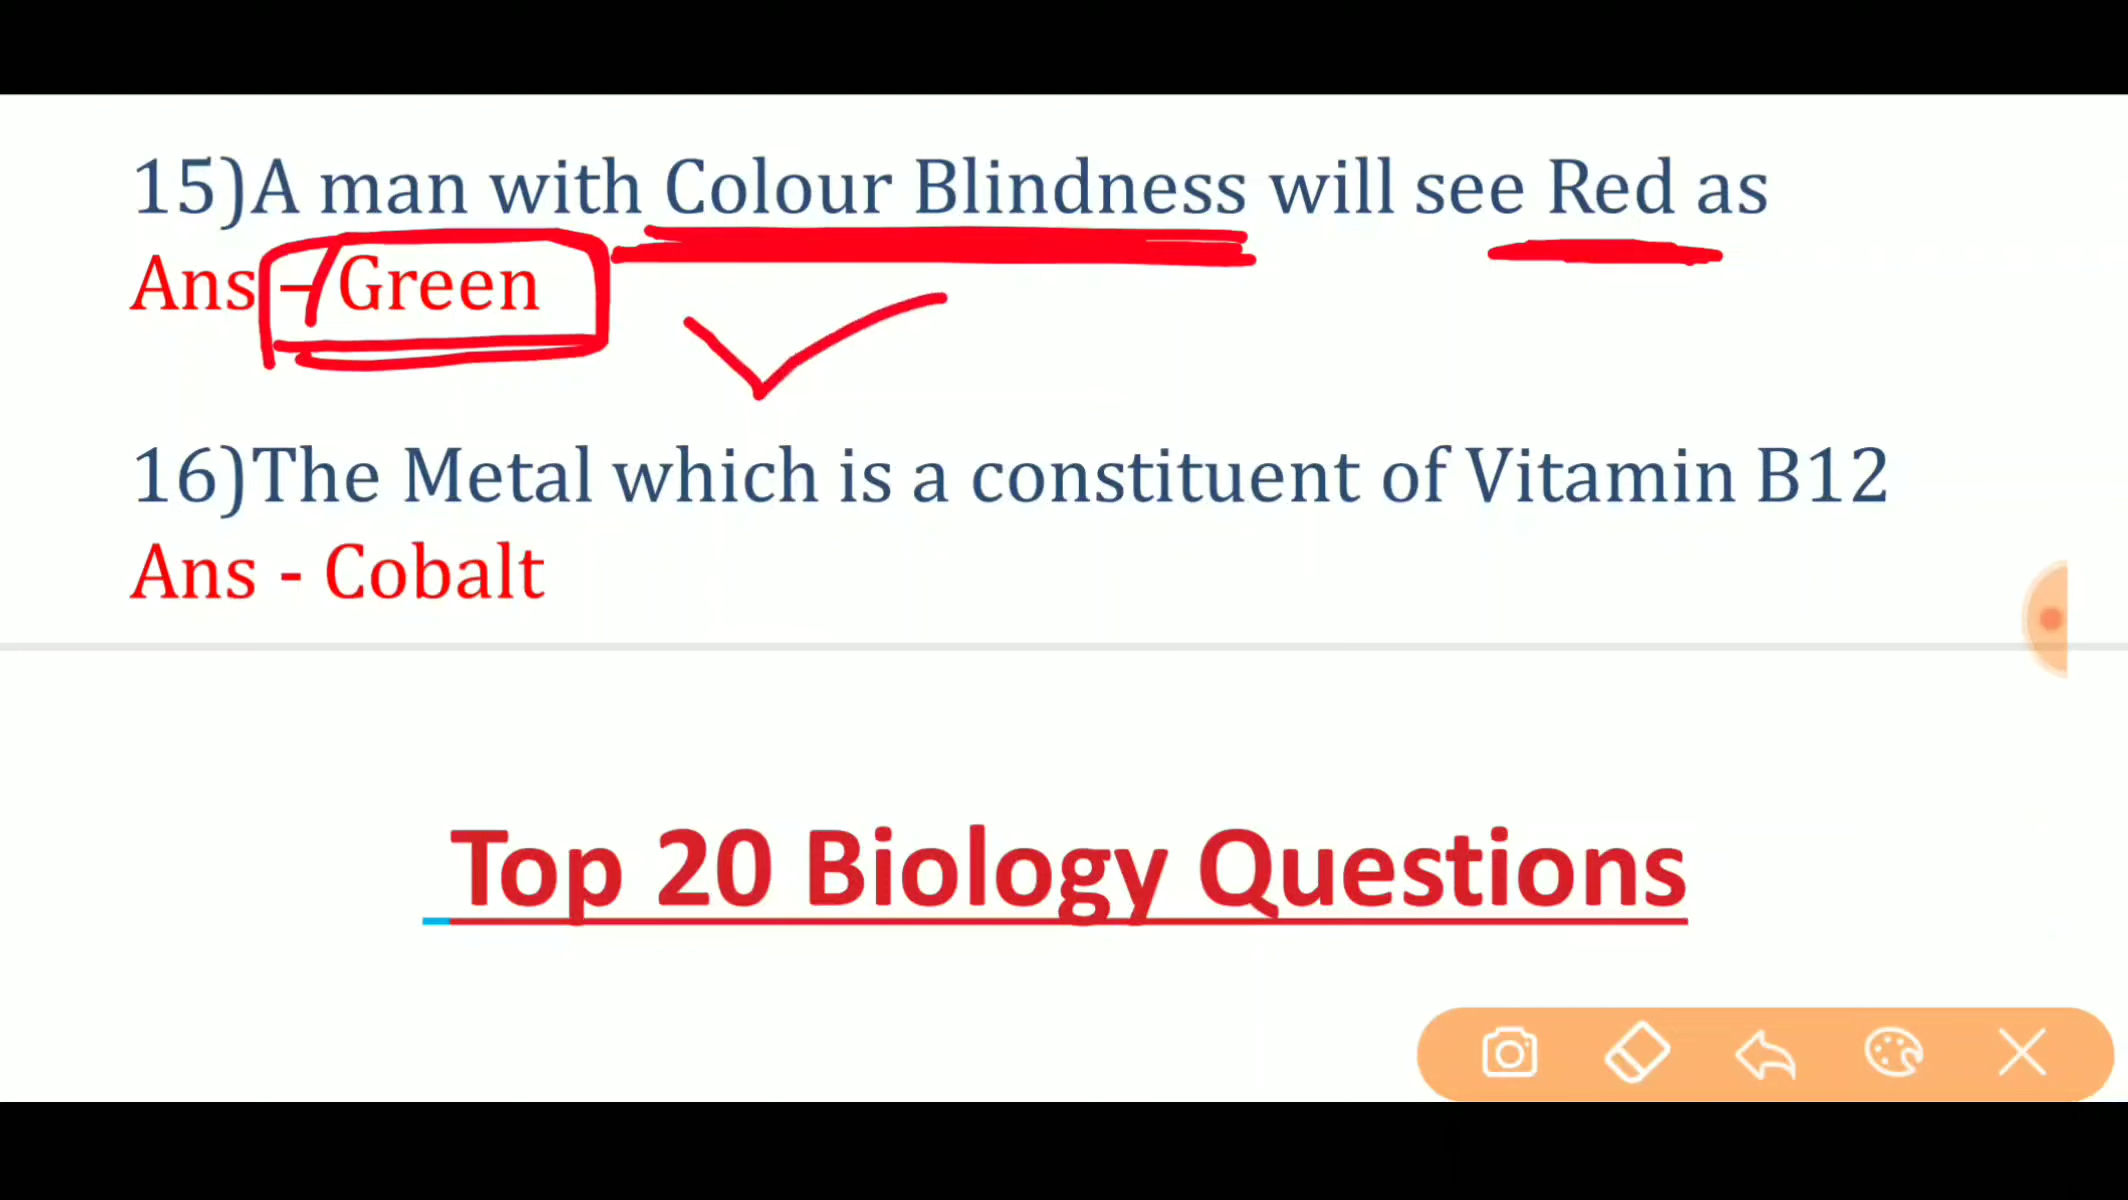 15)A man with Colour Blindness will see Red as
Ans - Green
16)The Metal which is a constituent of Vitamin B12
Ans - Cobalt
Top 20 Biology Questions